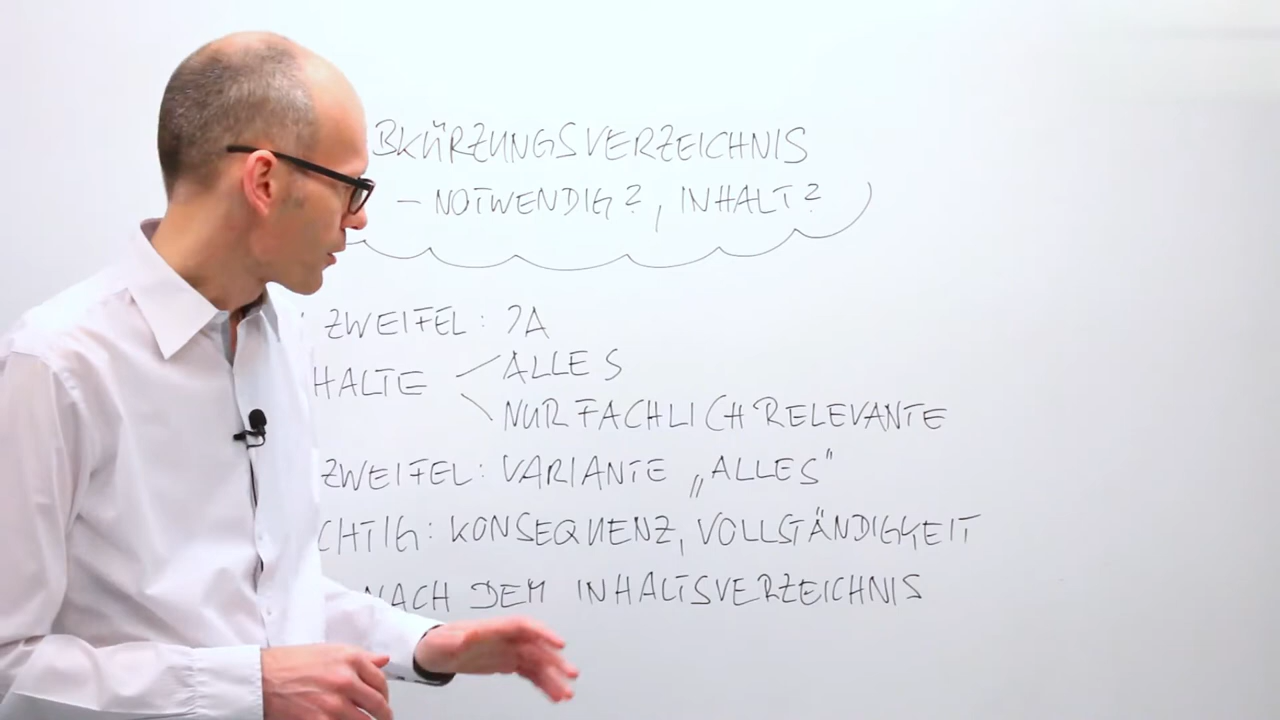 BKÜRZUNGSVERZEICHNIS
– NOTWENDIG?, INHALT?
ZWEIFEL: JA
HALTE ALLES
NUR FACHLICH RELEVANTE
ZWEIFEL: VARIANTE „ALLES"
CHTIG: KONSEQUENZ, VOLLSTÄNDIGKEIT
NACH DEM INHALTSVERZEICHNIS